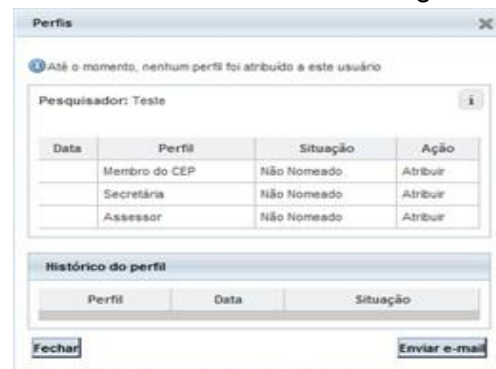 Perfis
Até o momento, nenhum perfil foi atribuído a este usuário
Pesquisador: Teste
Data Perfil Situação Ação
Membro do CEP Não Nomeado Atribuir
Secretária Não Nomeado Atribuir
Assessor Não Nomeado Atribuir
Histórico do perfil
Perfil Data Situação
Fechar Enviar e-mail